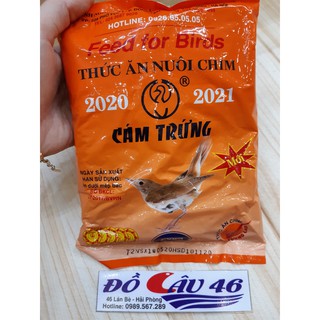 HOTLINE: 0926.85.05.05
Feed for Birds
THỨC ĂN NUÔI CHIM
2020
2021
®
CÁM TRỨNG
Mới
NGÀY SẢN XUẤT
HẠN SỬ DỤNG
ĐỒ CÂU 46
46 Lán Bè - Hải Phòng
Hotline: 0989.567.289